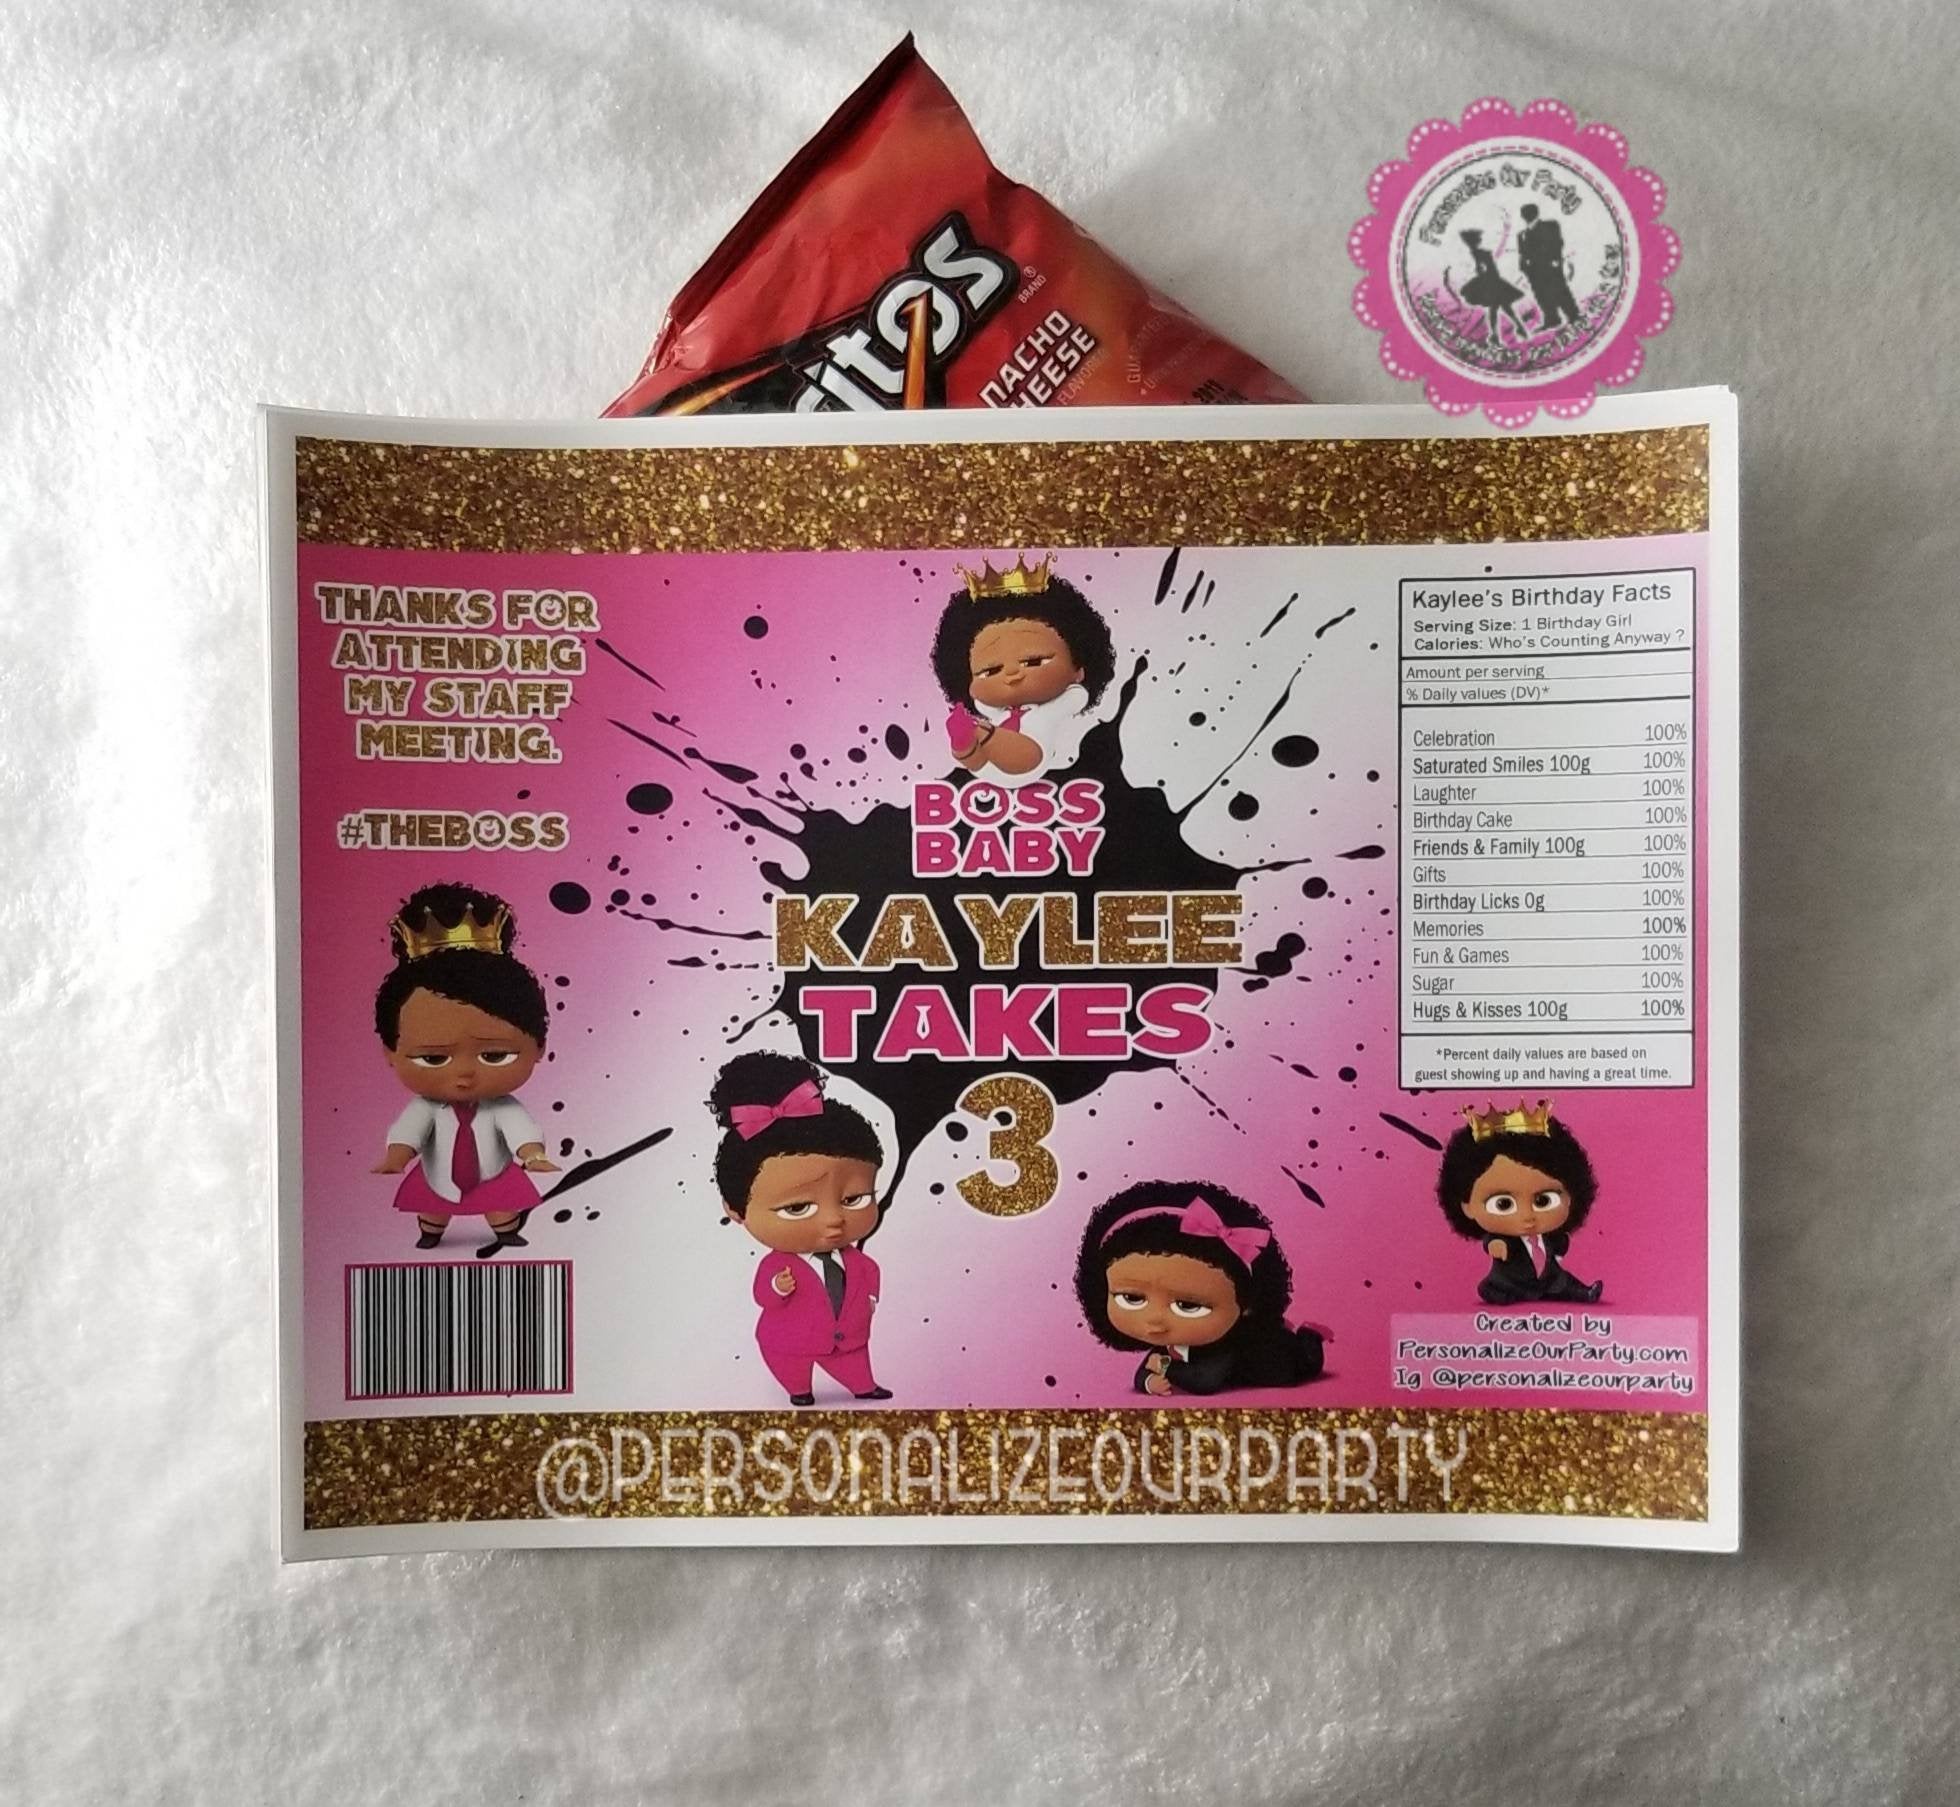 itos
BRAND
NACHO
CHEESE
Personalize Our Party
THANKS FOR
ATTENDING
MY STAFF
MEETING.
#THEBOSS
BOSS
BABY
KAYLEE
TAKES
3
Kaylee's Birthday Facts
Serving Size: 1 Birthday Girl
Calories: Who's Counting Anyway ?
Amount per serving
% Daily values (DV)*
Celebration 100%
Saturated Smiles 100g 100%
Laughter 100%
Birthday Cake 100%
Friends & Family 100g 100%
Gifts 100%
Birthday Licks 0g 100%
Memories 100%
Fun & Games 100%
Sugar 100%
Hugs & Kisses 100g 100%
*Percent daily values are based on
guest showing up and having a great time.
Created by
PersonalizeOurParty.com
Ig @personalizeourparty
@PERSONALIZEOURPARTY